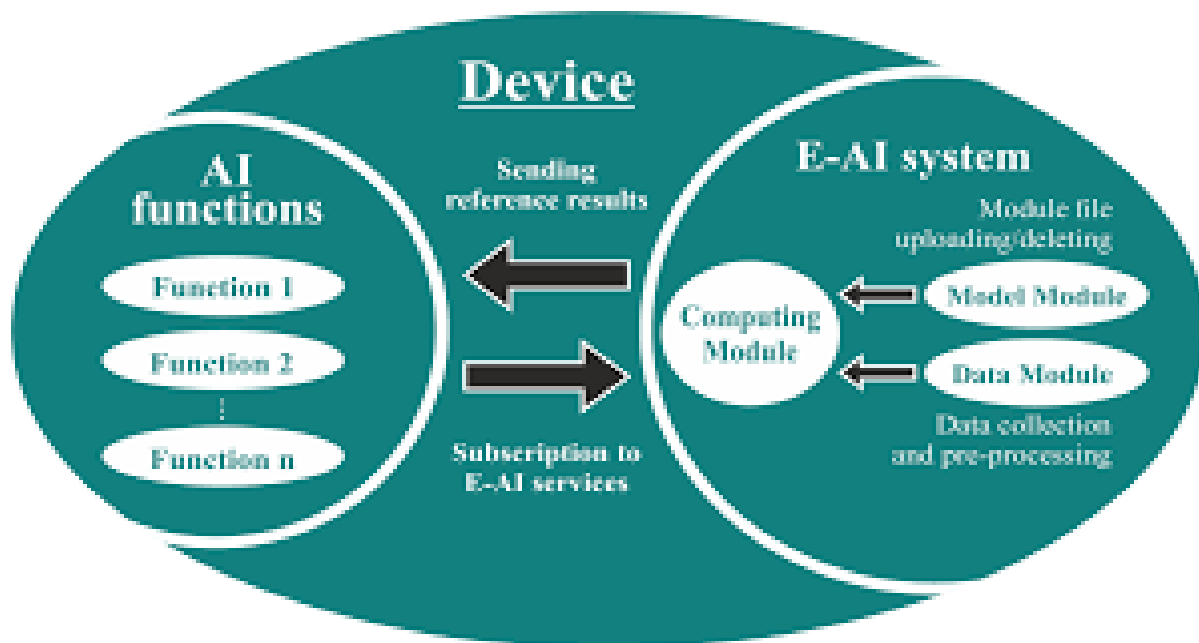 Device
AI
functions
Function 1
Function 2
Function n
Sending
reference results
Subscription to
E-AI services
E-AI system
Module file
uploading/deleting
Computing
Module
Model Module
Data Module
Data collection
and pre-processing